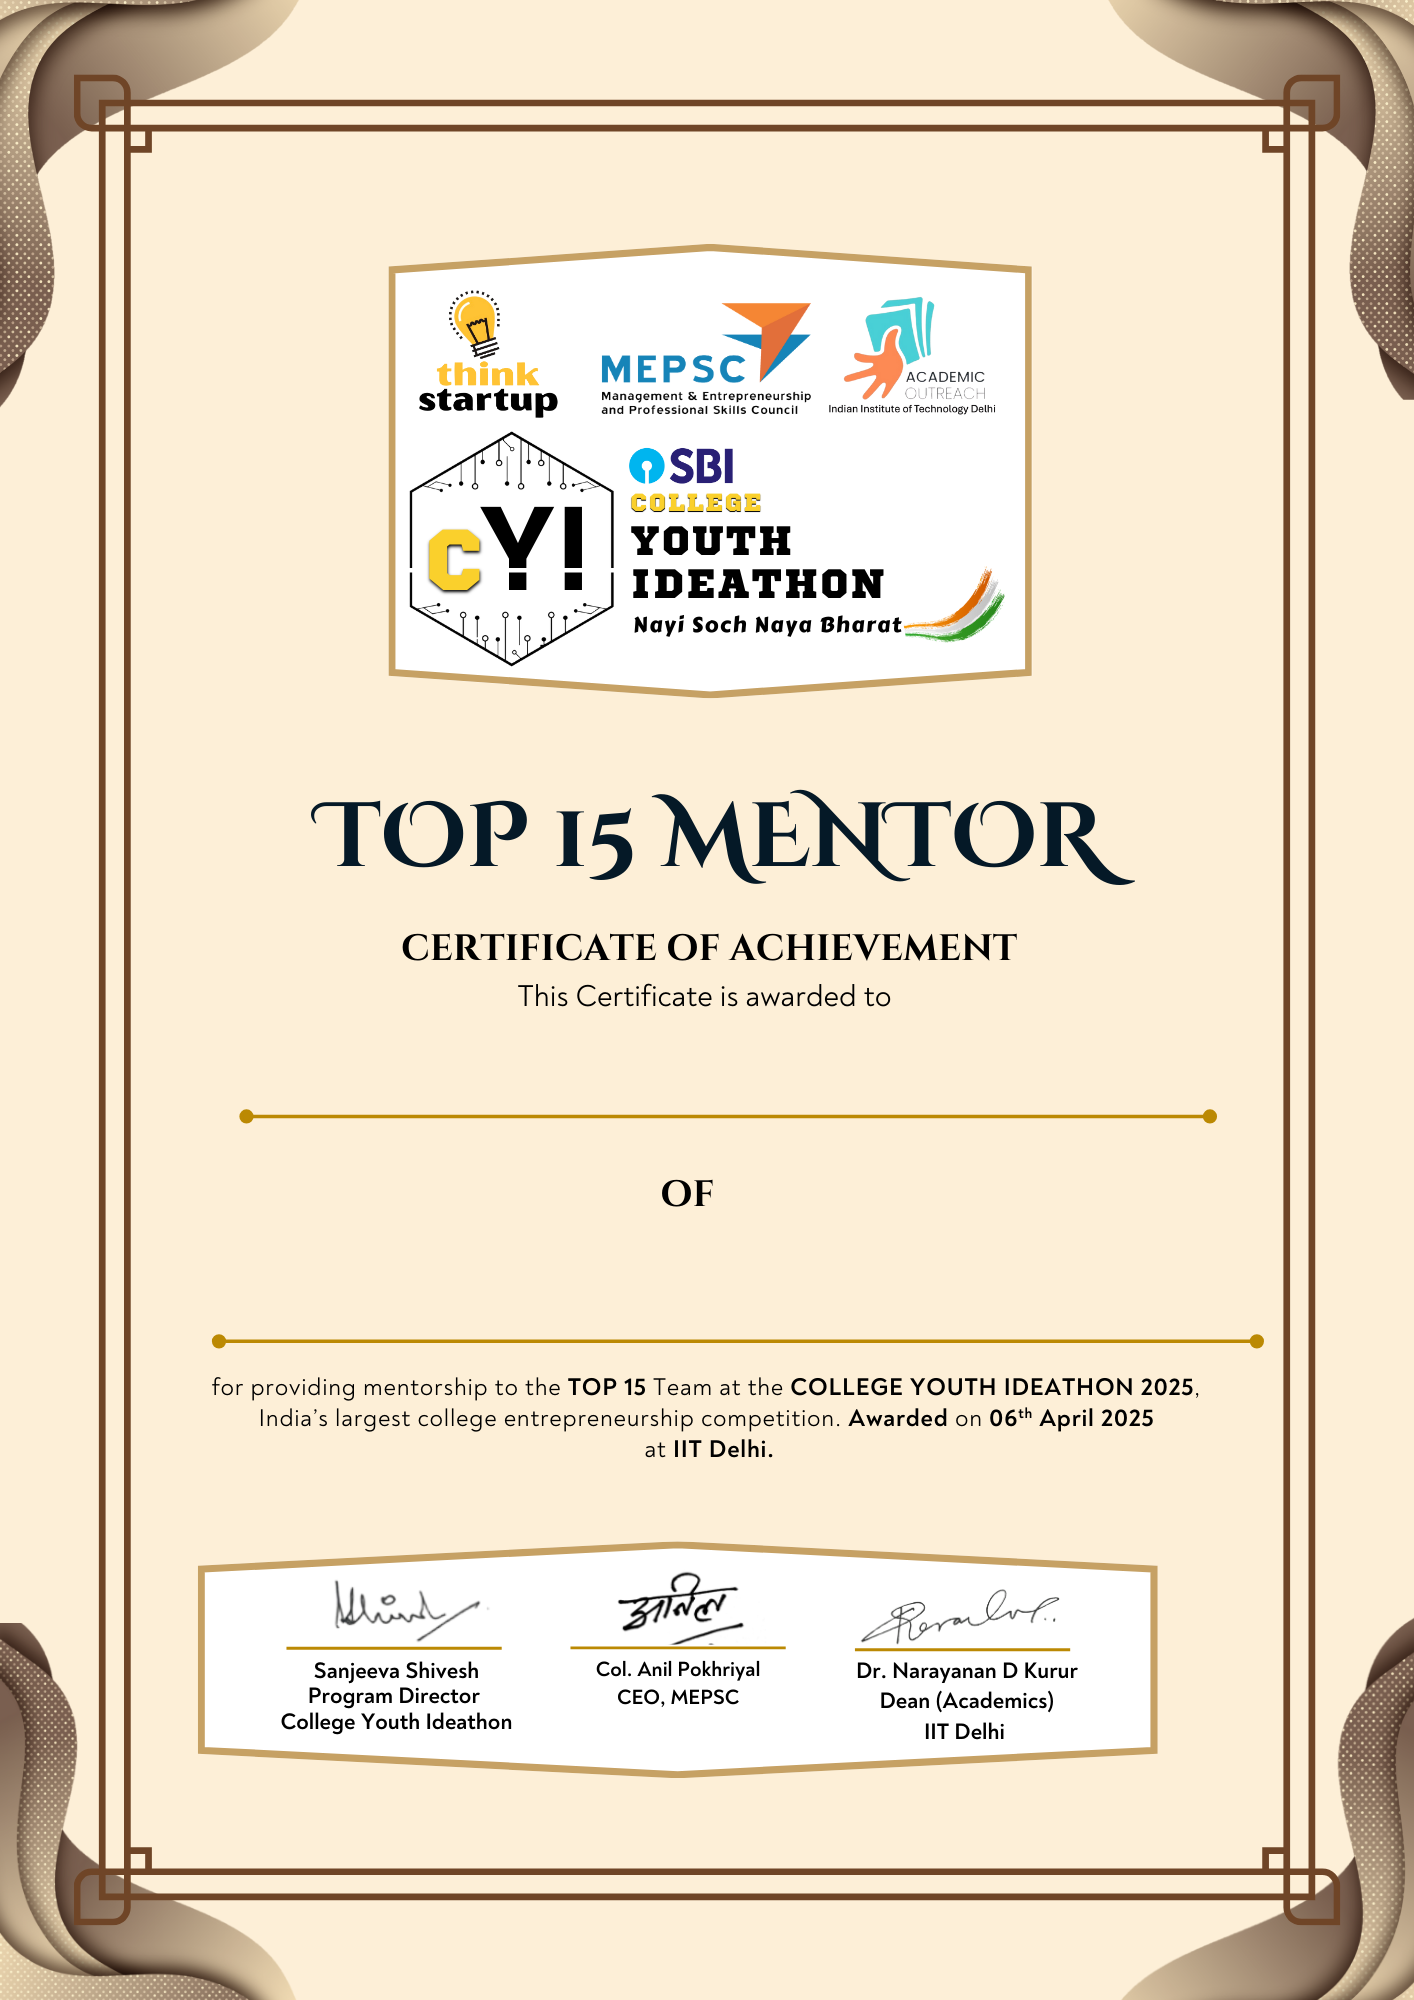 think
startup
MEPSC
Management & Entrepreneurship
and Professional Skills Council
ACADEMIC
OUTREACH
Indian Institute of Technology Delhi
cY!
SBI
COLLEGE
YOUTH
IDEATHON
Nayi Soch Naya Bharat
TOP 15 MENTOR
CERTIFICATE OF ACHIEVEMENT
This Certificate is awarded to
OF
for providing mentorship to the TOP 15 Team at the COLLEGE YOUTH IDEATHON 2025,
India's largest college entrepreneurship competition. Awarded on 06th April 2025
at IIT Delhi.
अनिल
Sanjeeva Shivesh
Program Director
College Youth Ideathon
Col. Anil Pokhriyal
CEO, MEPSC
Dr. Narayanan D Kurur
Dean (Academics)
IIT Delhi